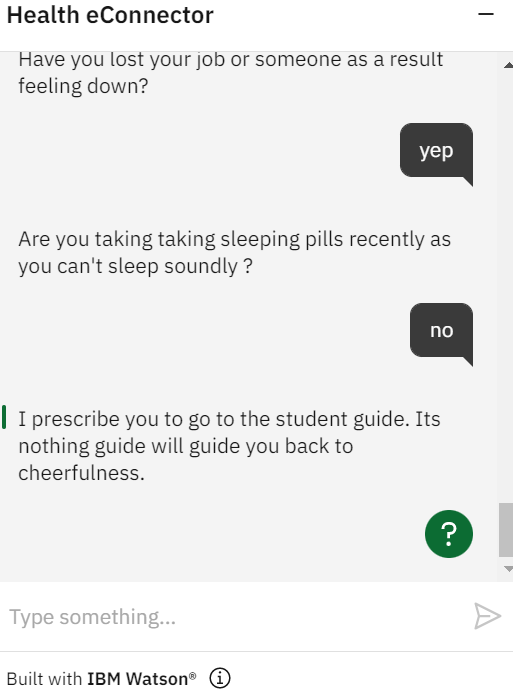 Health eConnector
Have you lost your job or someone as a result
feeling down?
yep
Are you taking taking sleeping pills recently as
you can't sleep soundly ?
no
I prescribe you to go to the student guide. Its
nothing guide will guide you back to
cheerfulness.
?
Type something...
Built with IBM Watson®